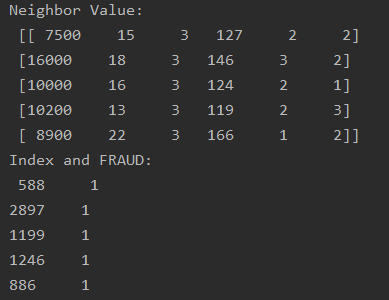 Neighbor Value:
[[ 7500 15 3 127 2 2]
[16000 18 3 146 3 2]
[10000 16 3 124 2 1]
[10200 13 3 119 2 3]
[ 8900 22 3 166 1 2]]
Index and FRAUD:
588 1
2897 1
1199 1
1246 1
886 1